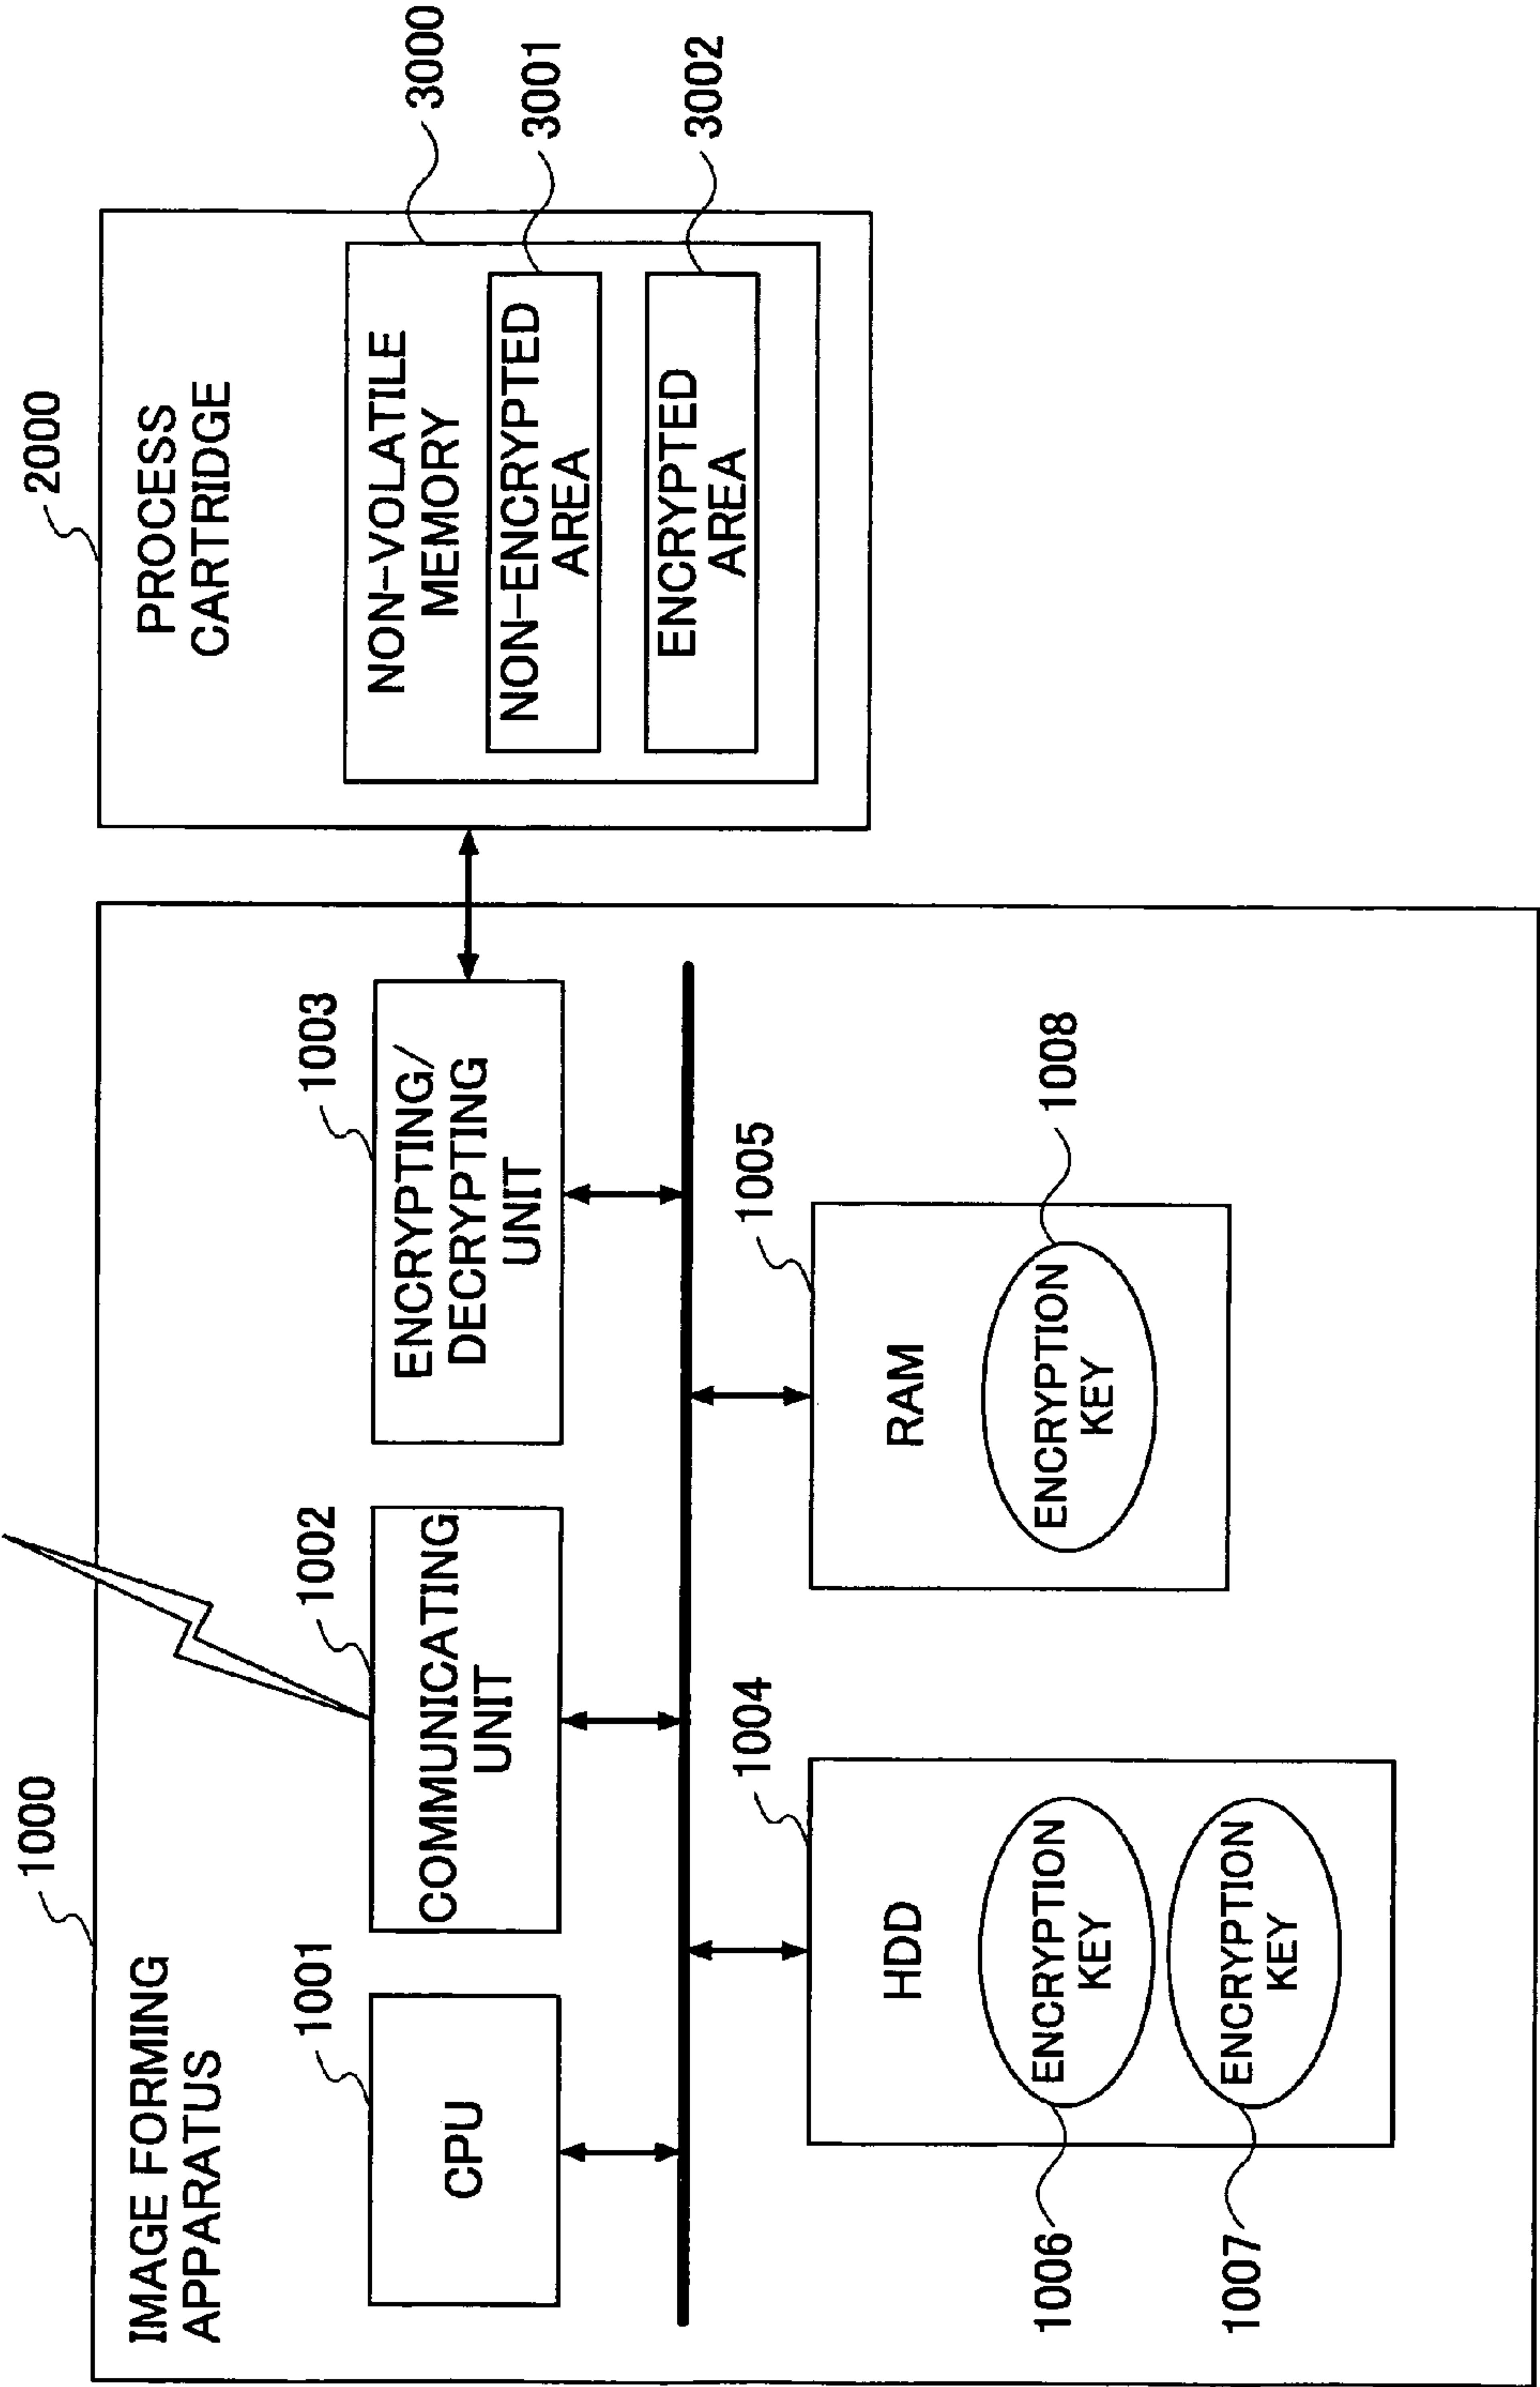 1000
IMAGE FORMING
APPARATUS
1001
CPU
1002
COMMUNICATING
UNIT
1003
ENCRYPTING/
DECRYPTING
UNIT
1004
HDD
ENCRYPTION
KEY
1006
ENCRYPTION
KEY
1007
1005
RAM
ENCRYPTION
KEY
1008
2000
PROCESS
CARTRIDGE
3000
NON-VOLATILE
MEMORY
3001
NON-ENCRYPTED
AREA
3002
ENCRYPTED
AREA